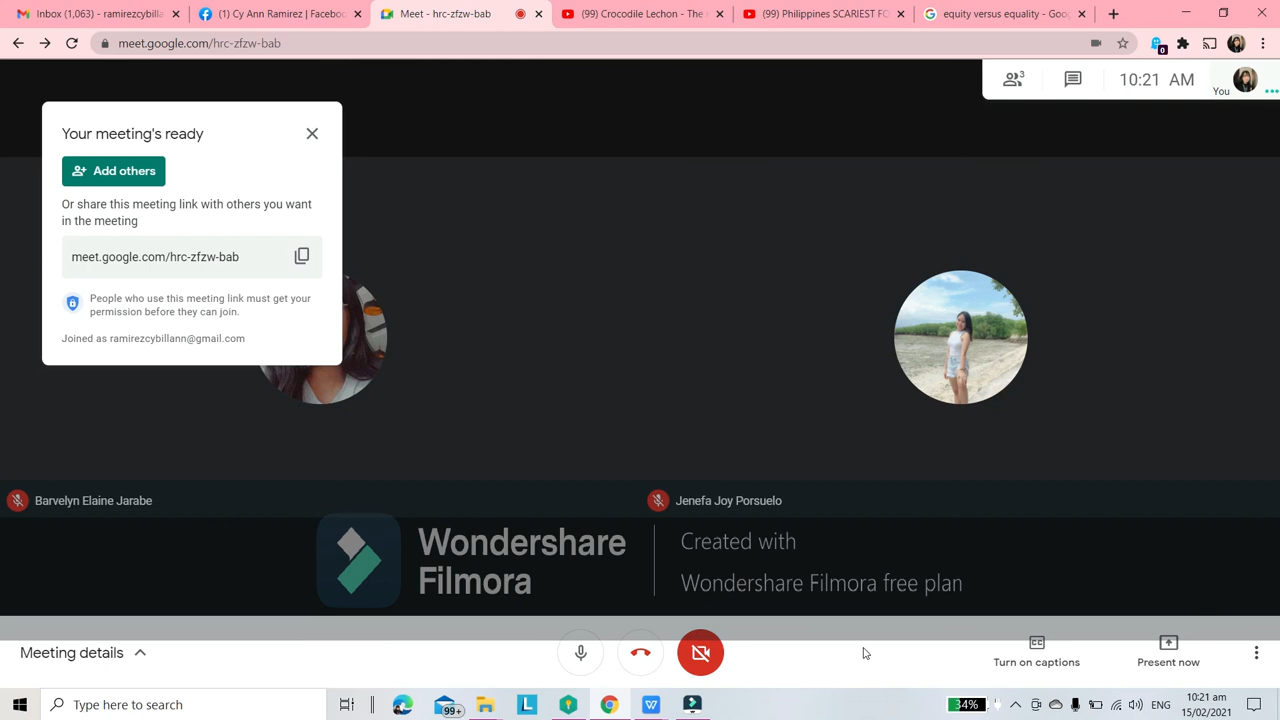 Inbox (1,063) - ramirezcybillann
(1) Cy Ann Ramirez | Facebook
Meet - hrc-zfzw-bab
(99) Crocodile Lechon - The
(99) Philippines SCARIEST FO
equity versus equality - Goo
meet.google.com/hrc-zfzw-bab
0
3
10:21 AM
You
Your meeting's ready
Add others
Or share this meeting link with others you want
in the meeting
meet.google.com/hrc-zfzw-bab
People who use this meeting link must get your
permission before they can join.
Joined as ramirezcybillann@gmail.com
Barvelyn Elaine Jarabe
Jenefa Joy Porsuelo
Wondershare
Filmora
Created with
Wondershare Filmora free plan
Meeting details
CC
Turn on captions
Present now
Type here to search
99+
L
W
34%
ENG
10:21 am
15/02/2021